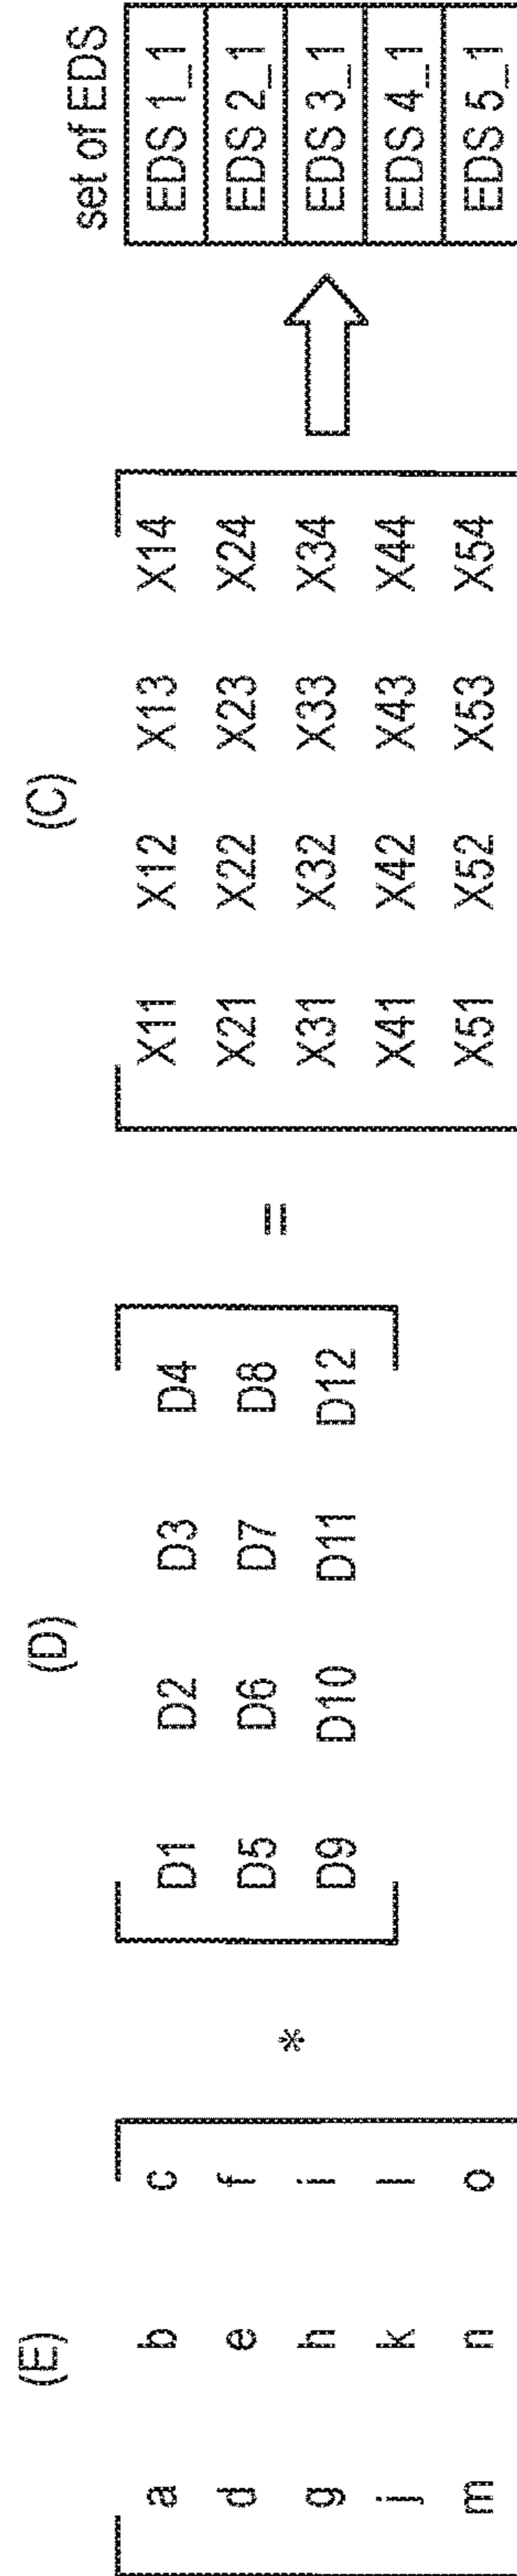 (E) (D) (C) set of EDS
a b c D1 D2 D3 D4 X11 X12 X13 X14 EDS 1_1
d e f D5 D6 D7 D8 X21 X22 X23 X24 EDS 2_1
g h i * D9 D10 D11 D12 = X31 X32 X33 X34 EDS 3_1
j k l X41 X42 X43 X44 EDS 4_1
m n o X51 X52 X53 X54 EDS 5_1